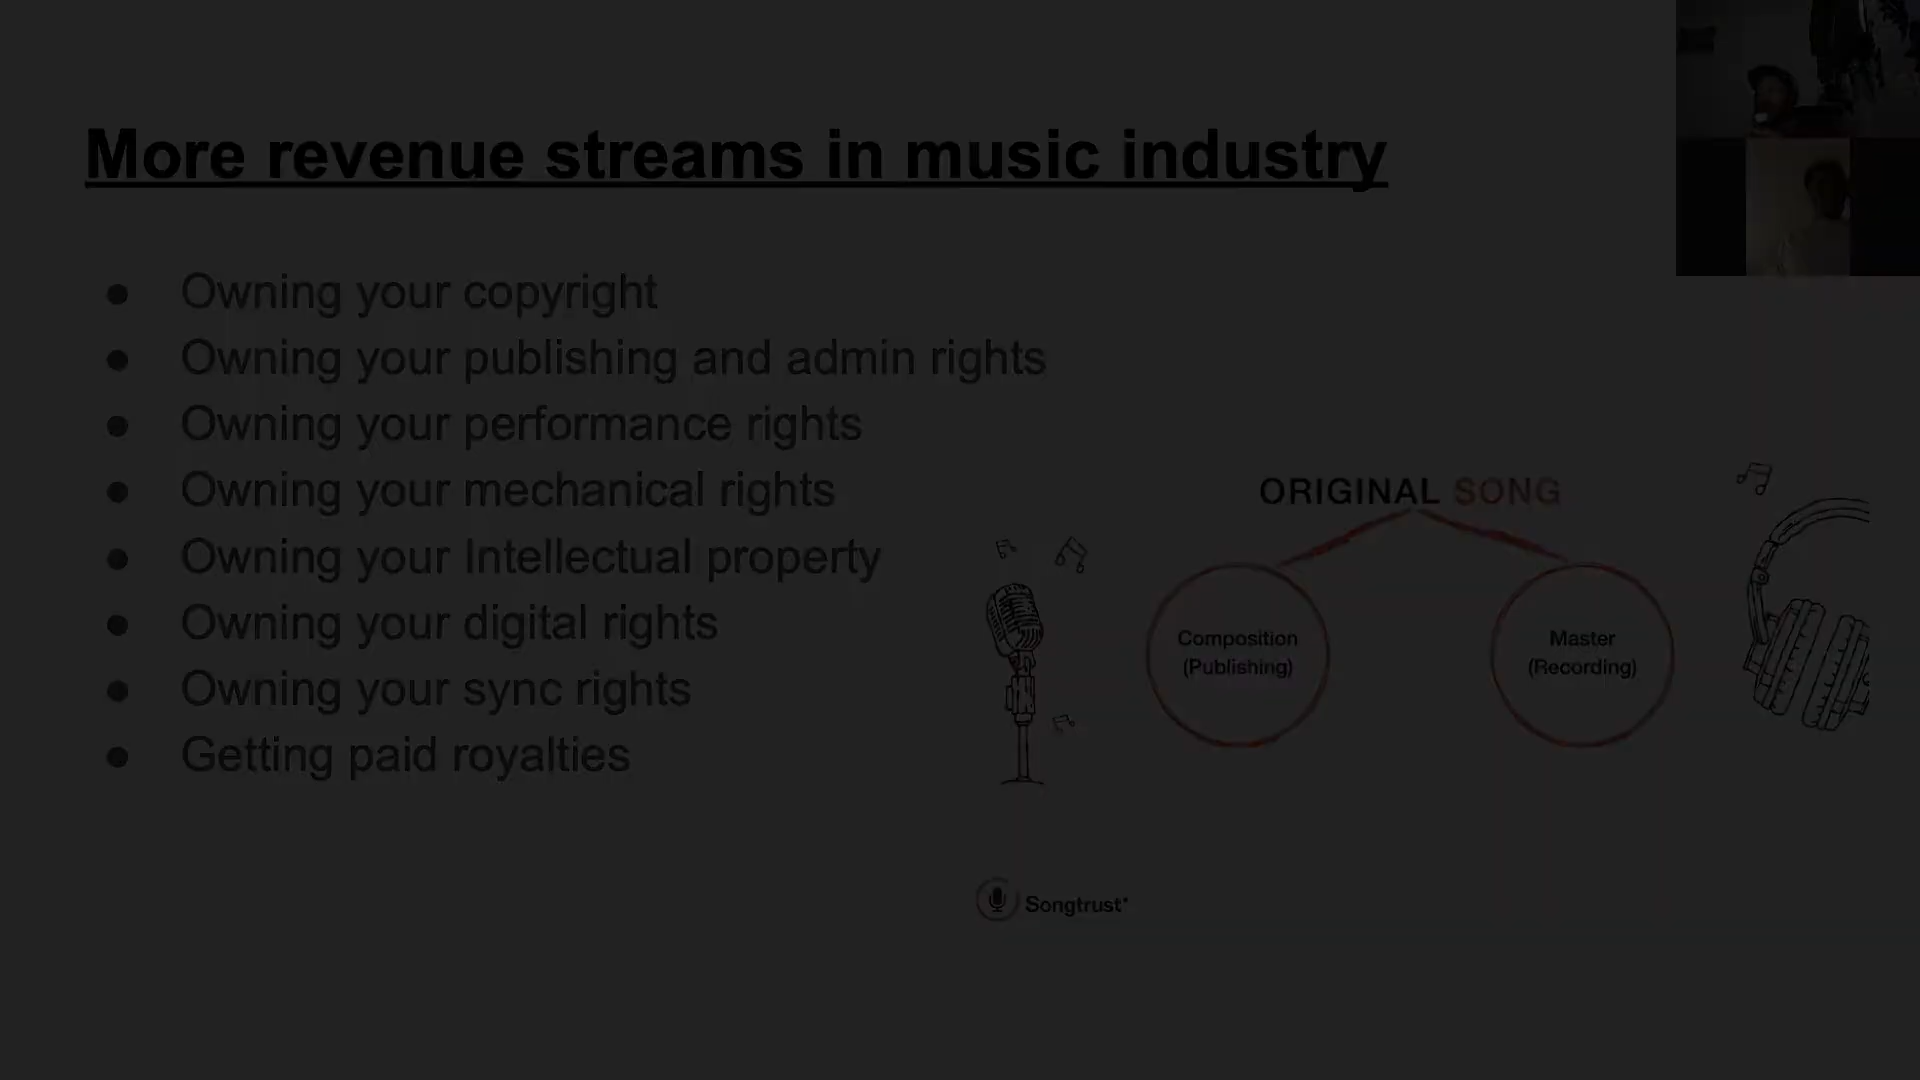 More revenue streams in music industry
● Owning your copyright
● Owning your publishing and admin rights
● Owning your performance rights
● Owning your mechanical rights
● Owning your Intellectual property
● Owning your digital rights
● Owning your sync rights
● Getting paid royalties
ORIGINAL SONG
Composition
(Publishing)
Master
(Recording)
Songtrust*